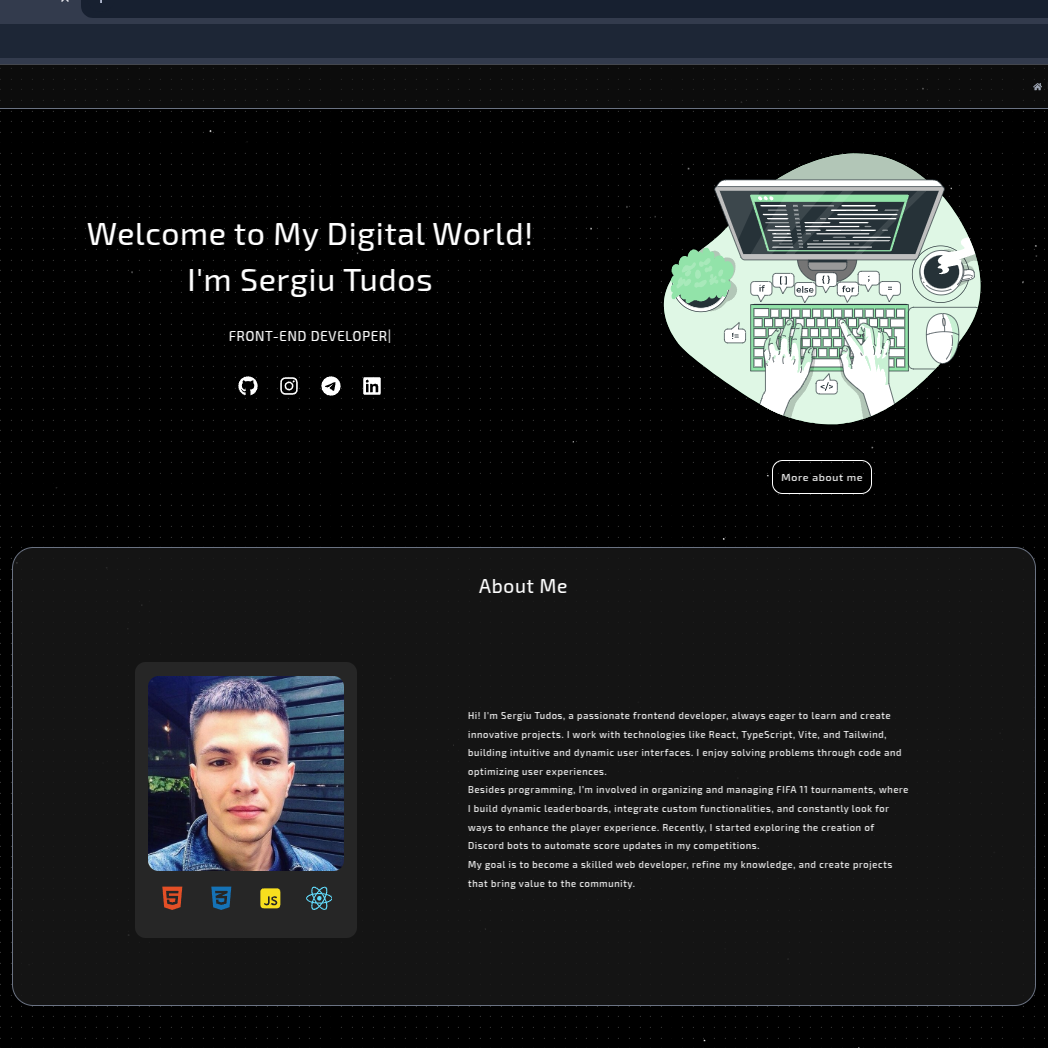 Welcome to My Digital World!
I'm Sergiu Tudos
FRONT-END DEVELOPER|
if
[ ]
else
{ }
for
;
=
!=
</>
More about me
About Me
Hi! I'm Sergiu Tudos, a passionate frontend developer, always eager to learn and create
innovative projects. I work with technologies like React, TypeScript, Vite, and Tailwind,
building intuitive and dynamic user interfaces. I enjoy solving problems through code and
optimizing user experiences.
Besides programming, I'm involved in organizing and managing FIFA 11 tournaments, where
I build dynamic leaderboards, integrate custom functionalities, and constantly look for
ways to enhance the player experience. Recently, I started exploring the creation of
Discord bots to automate score updates in my competitions.
My goal is to become a skilled web developer, refine my knowledge, and create projects
that bring value to the community.
JS